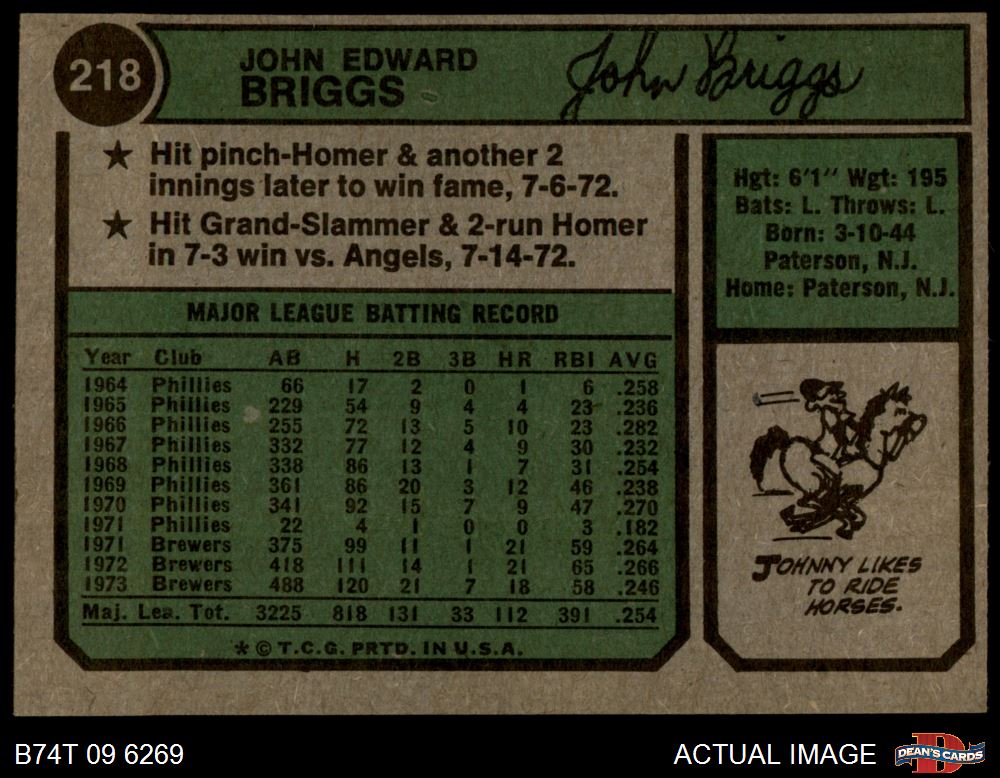 218
JOHN EDWARD
BRIGGS
John Briggs
★ Hit pinch-Homer & another 2
innings later to win fame, 7-6-72.
★ Hit Grand-Slammer & 2-run Homer
in 7-3 win vs. Angels, 7-14-72.
MAJOR LEAGUE BATTING RECORD
Year Club AB H 2B 3B HR RBI AVG
1964 Phillies 66 17 2 0 1 6 .258
1965 Phillies 229 54 9 4 4 23 .236
1966 Phillies 255 72 13 5 10 23 .282
1967 Phillies 332 77 12 4 9 30 .232
1968 Phillies 338 86 13 1 7 31 .254
1969 Phillies 361 86 20 3 12 46 .238
1970 Phillies 341 92 15 7 9 47 .270
1971 Phillies 22 4 1 0 0 3 .182
1971 Brewers 375 99 11 1 21 59 .264
1972 Brewers 418 111 14 1 21 65 .266
1973 Brewers 488 120 21 7 18 58 .246
Maj. Lea. Tot. 3225 818 131 33 112 391 .254
* © T.C.G. PRTD. IN U.S.A.
Hgt: 6'1" Wgt: 195
Bats: L. Throws: L.
Born: 3-10-44
Paterson, N.J.
Home: Paterson, N.J.
JOHNNY LIKES
TO RIDE
HORSES.
B74T 09 6269
ACTUAL IMAGE
DEAN'S CARDS